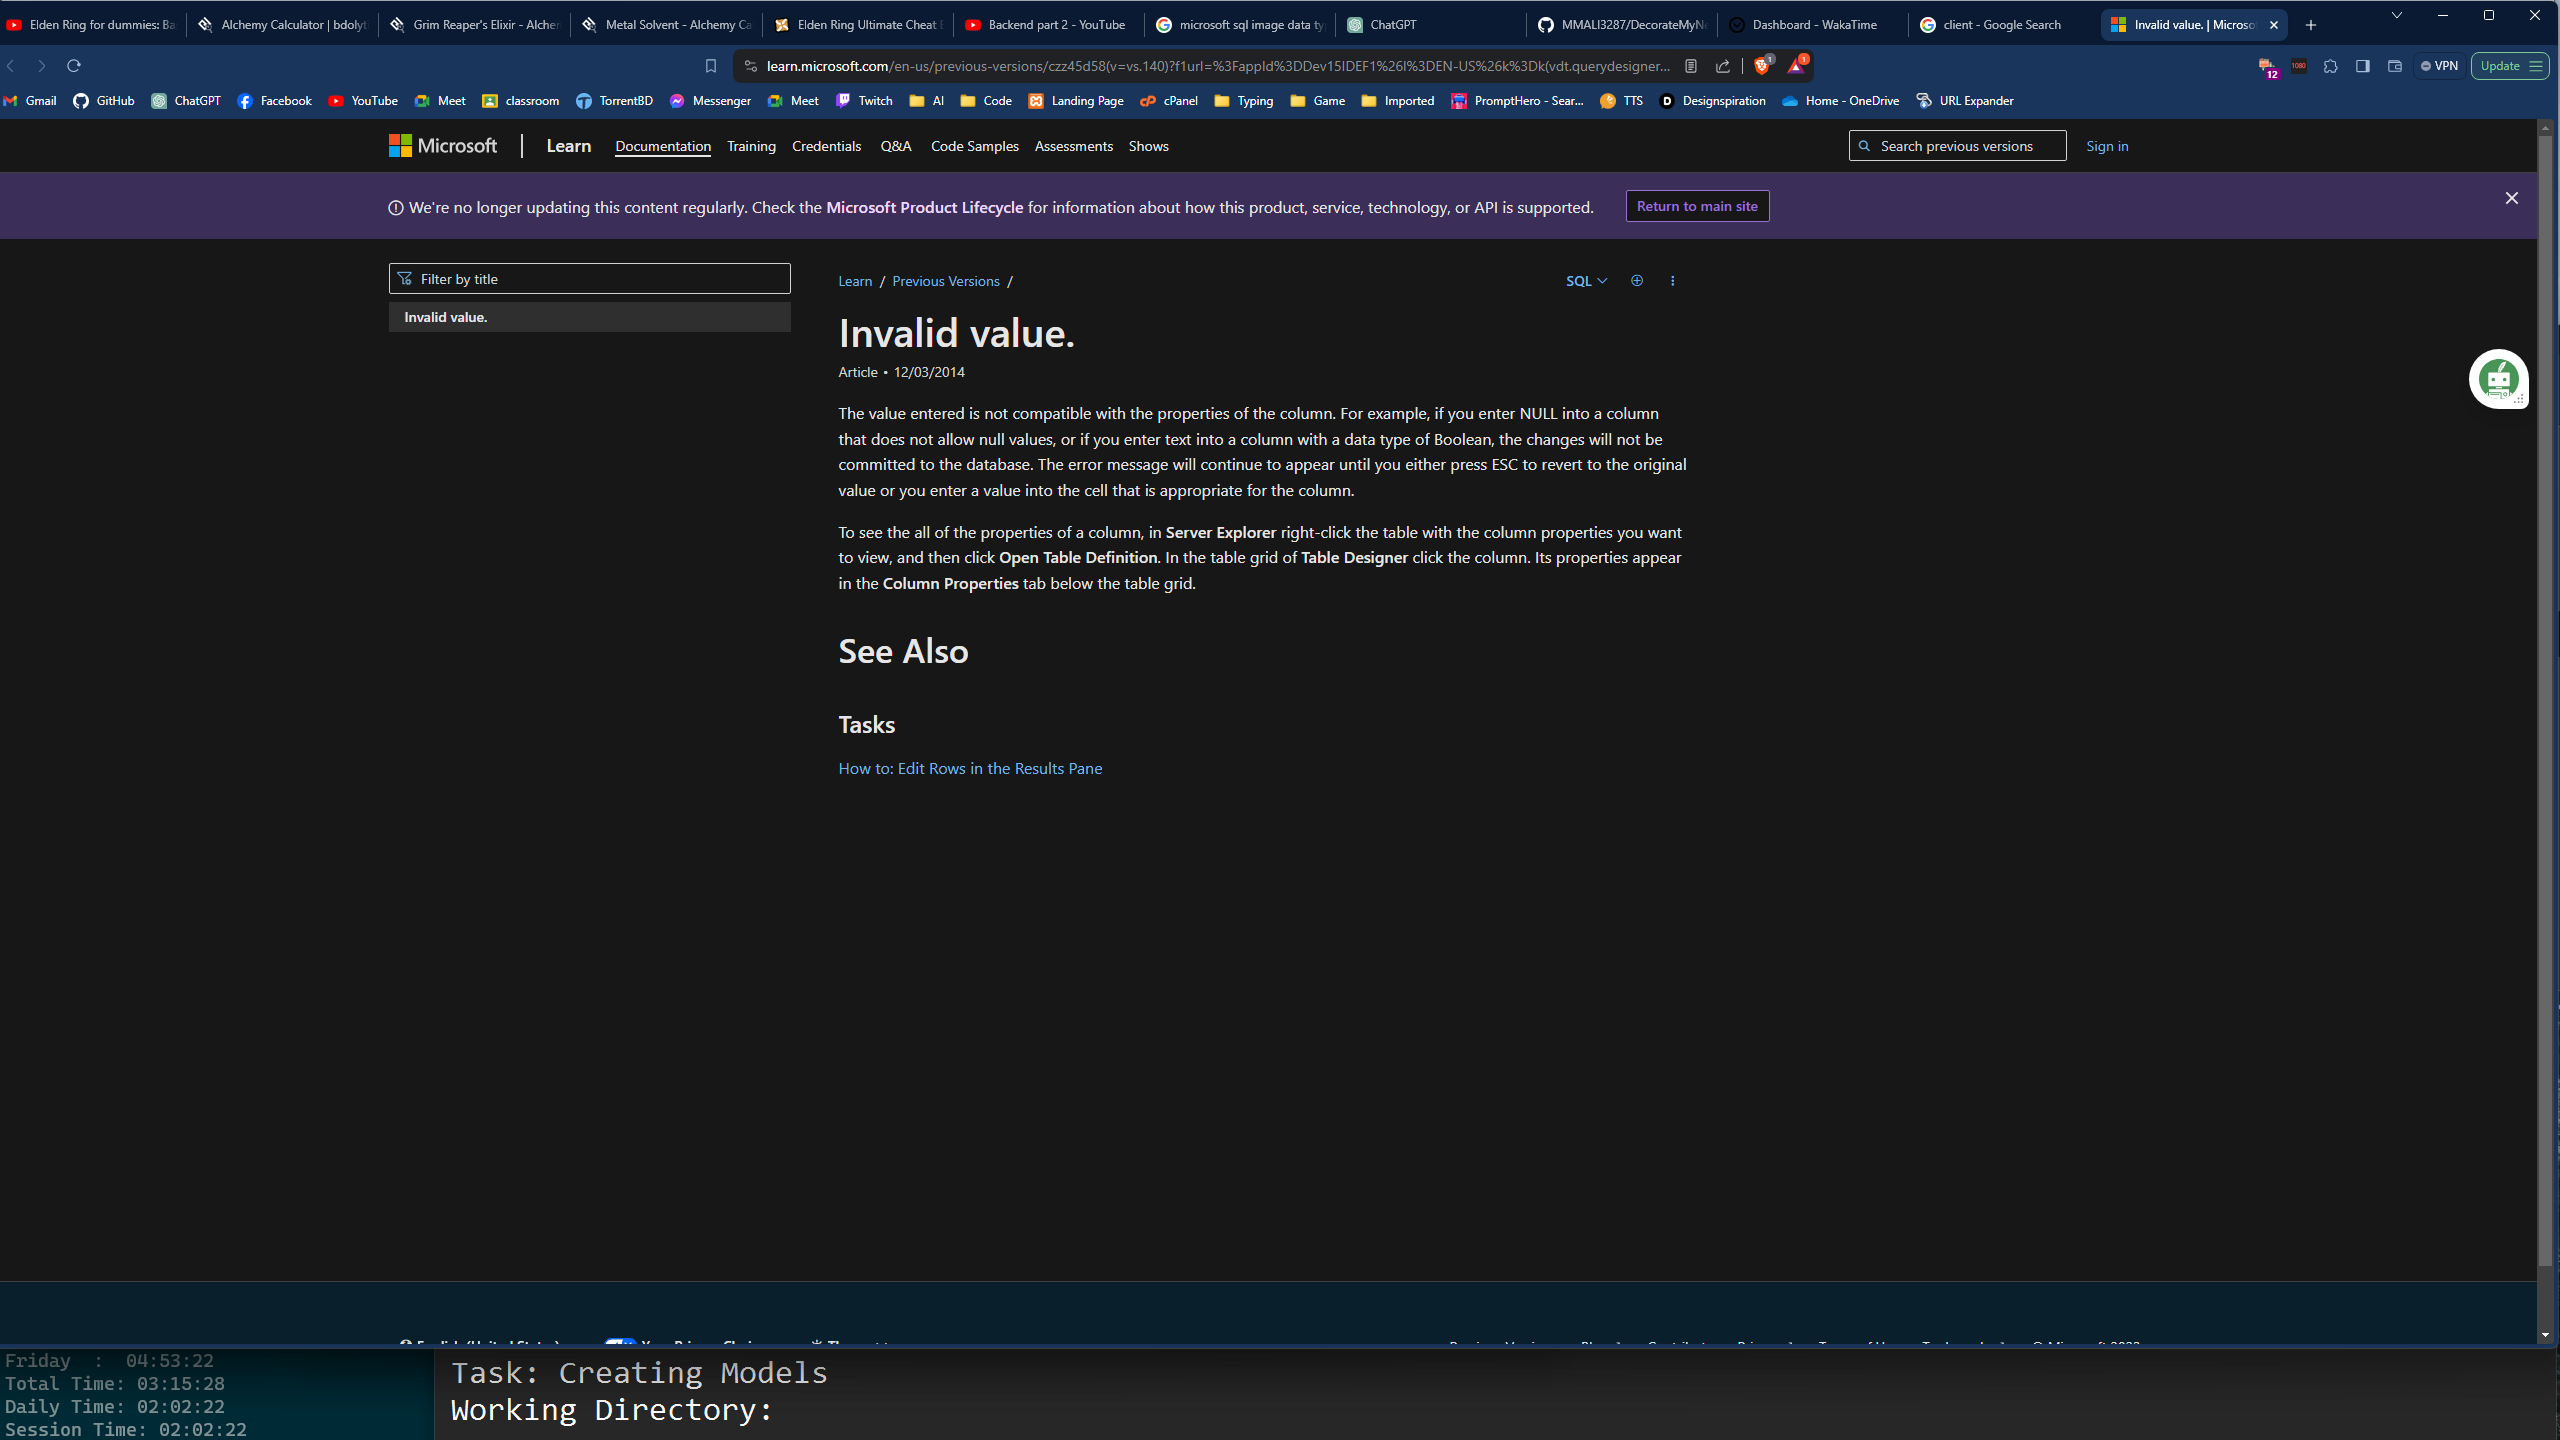 Elden Ring for dummies: Ba
Alchemy Calculator | bdolyti
Grim Reaper's Elixir - Alchem
Metal Solvent - Alchemy Ca
Elden Ring Ultimate Cheat
Backend part 2 - YouTube
microsoft sql image data ty
ChatGPT
MMALI3287/DecorateMyNe
Dashboard - WakaTime
client - Google Search
Invalid value. | Microsof
learn.microsoft.com/en-us/previous-versions/czz45d58(v=vs.140)?f1url=%3FappId%3DDev15IDEF1%26l%3DEN-US%26k%3Dk(vdt.querydesigner...
1
1
12
1080
VPN
Update
Gmail
GitHub
ChatGPT
Facebook
YouTube
Meet
classroom
TorrentBD
Messenger
Meet
Twitch
AI
Code
Landing Page
cPanel
Typing
Game
Imported
PromptHero - Sear...
TTS
Designspiration
Home - OneDrive
URL Expander
Microsoft
Learn
Documentation
Training
Credentials
Q&A
Code Samples
Assessments
Shows
Search previous versions
Sign in
We're no longer updating this content regularly. Check the Microsoft Product Lifecycle for information about how this product, service, technology, or API is supported.
Return to main site
Filter by title
Invalid value.
Learn / Previous Versions /
SQL
Invalid value.
Article • 12/03/2014
The value entered is not compatible with the properties of the column. For example, if you enter NULL into a column
that does not allow null values, or if you enter text into a column with a data type of Boolean, the changes will not be
committed to the database. The error message will continue to appear until you either press ESC to revert to the original
value or you enter a value into the cell that is appropriate for the column.
To see the all of the properties of a column, in Server Explorer right-click the table with the column properties you want
to view, and then click Open Table Definition. In the table grid of Table Designer click the column. Its properties appear
in the Column Properties tab below the table grid.
See Also
Tasks
How to: Edit Rows in the Results Pane
Friday : 04:53:22
Total Time: 03:15:28
Daily Time: 02:02:22
Session Time: 02:02:22
Task: Creating Models
Working Directory: